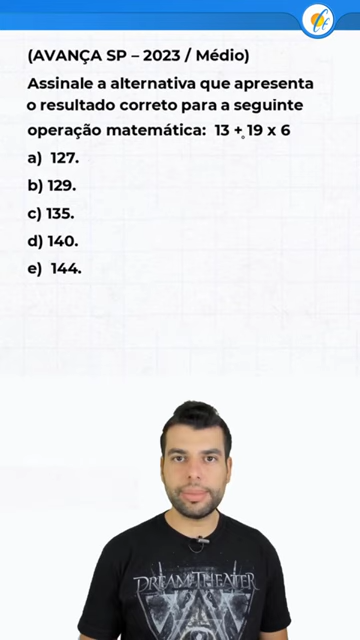 (AVANÇA SP – 2023 / Médio)
Assinale a alternativa que apresenta
o resultado correto para a seguinte
operação matemática:  13 + 19 x 6
a)  127.
b) 129.
c) 135.
d) 140.
e)  144.
DREAM THEATER